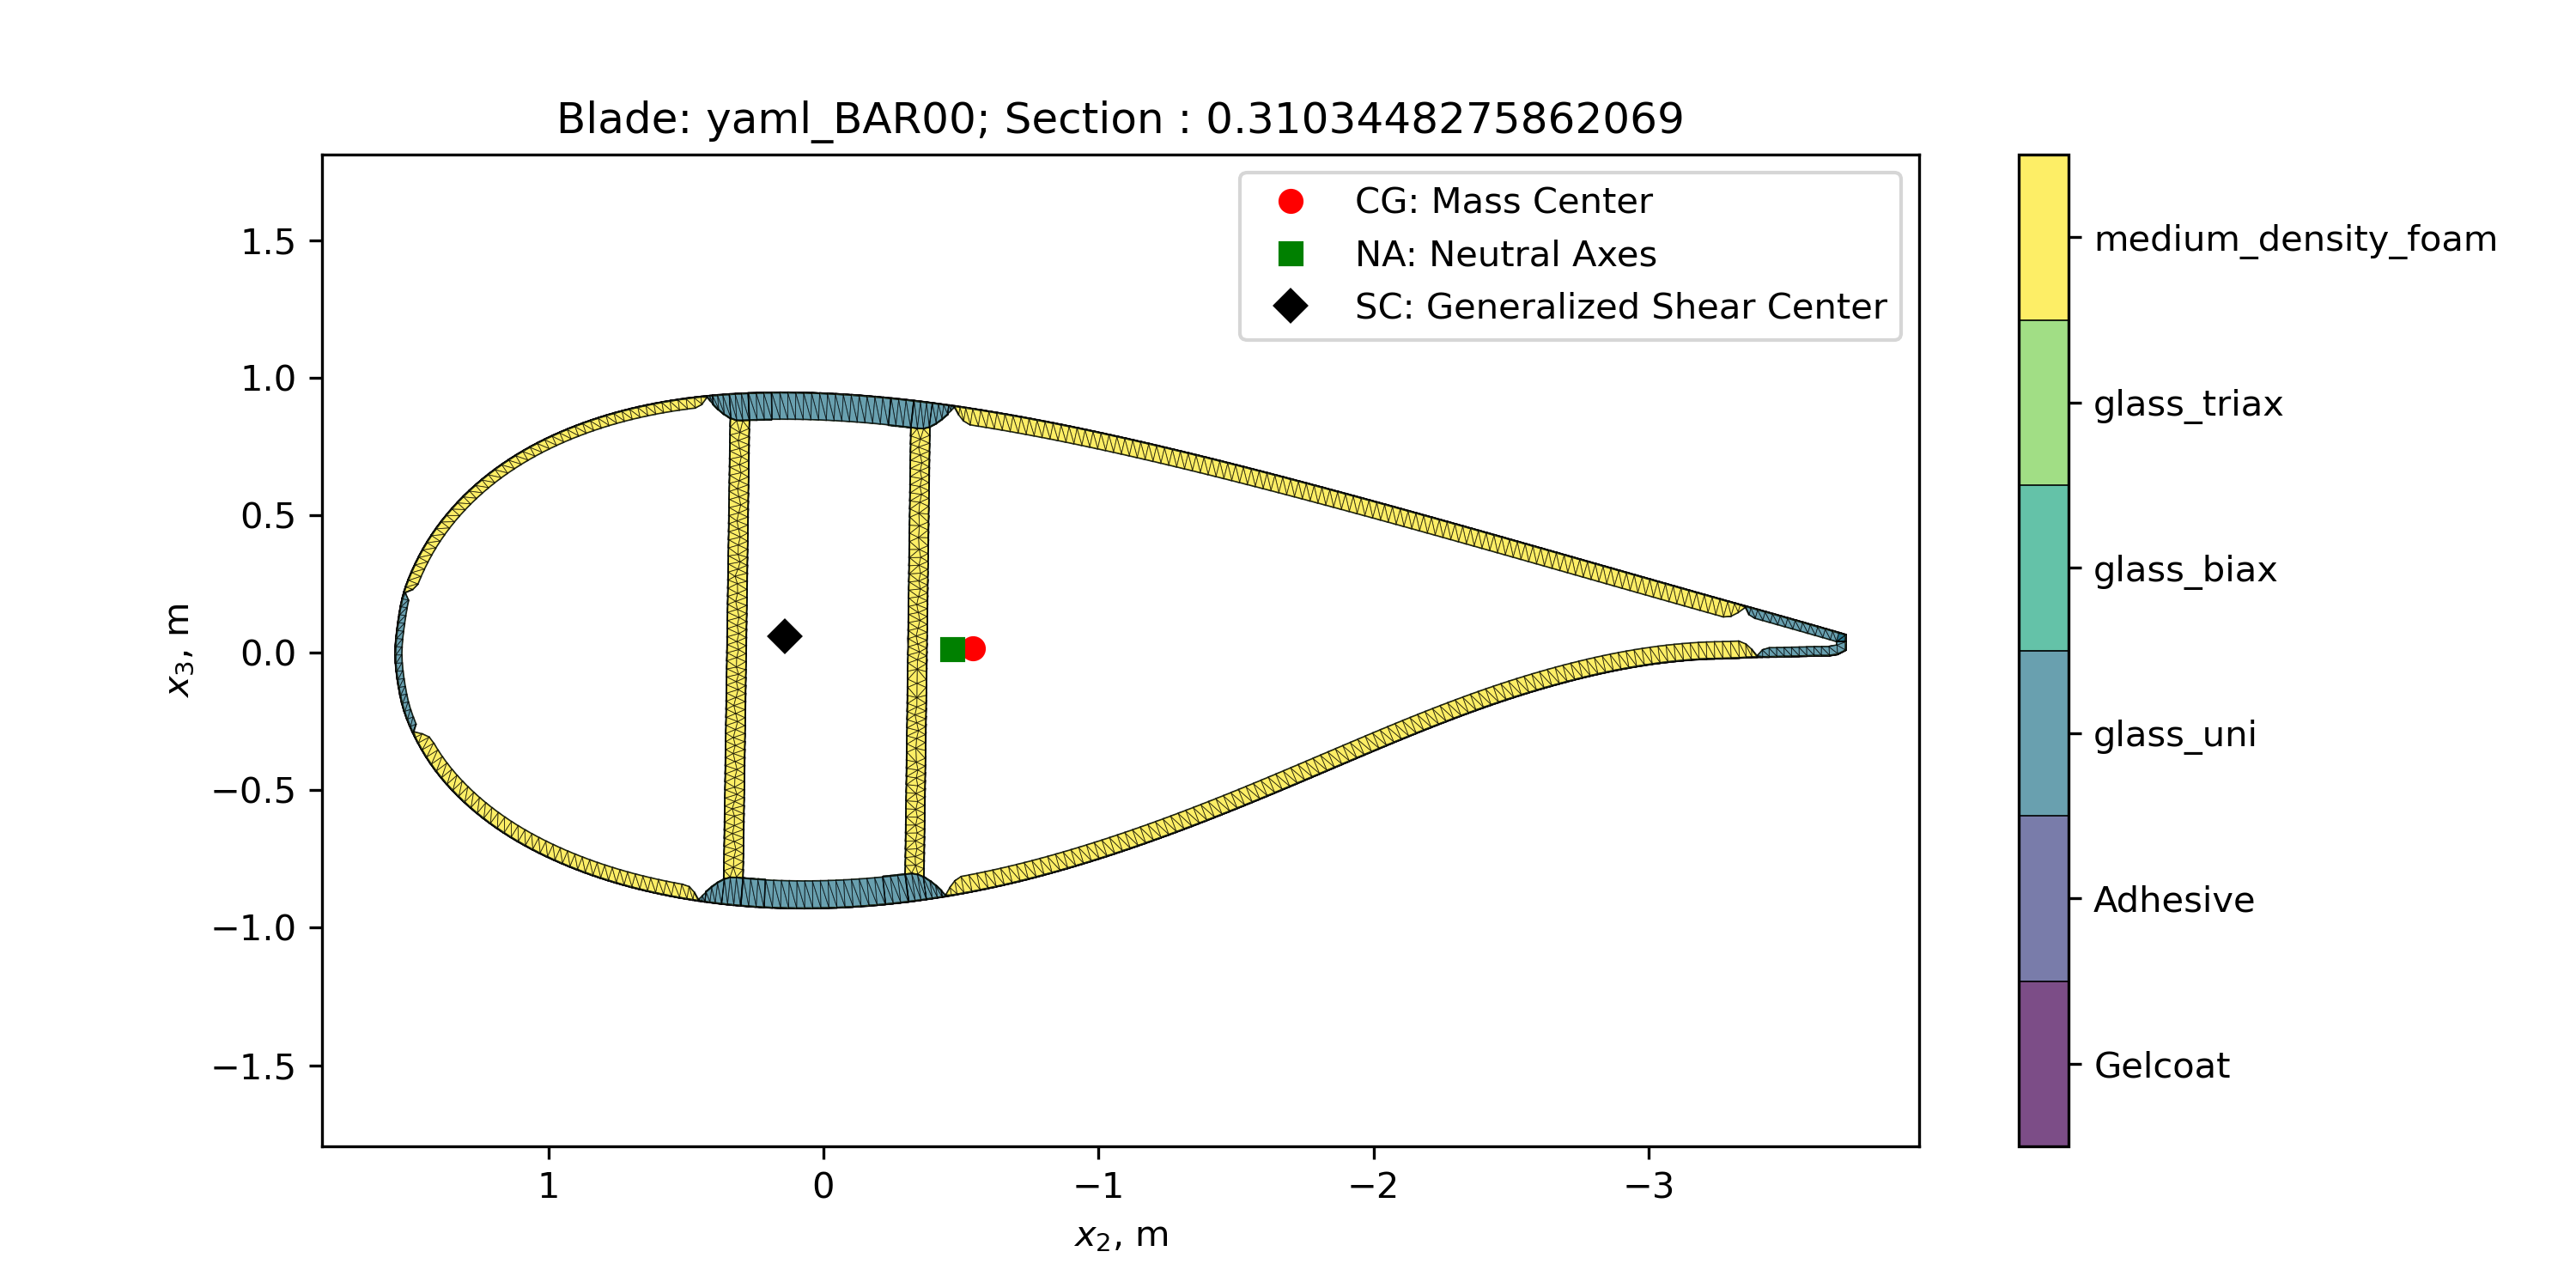 Blade: yaml_BAR00; Section : 0.3103448275862069
CG: Mass Center
NA: Neutral Axes
SC: Generalized Shear Center
1.5
1.0
0.5
0.0
−0.5
−1.0
−1.5
x₃, m
1 0 −1 −2 −3
x₂, m
medium_density_foam
glass_triax
glass_biax
glass_uni
Adhesive
Gelcoat